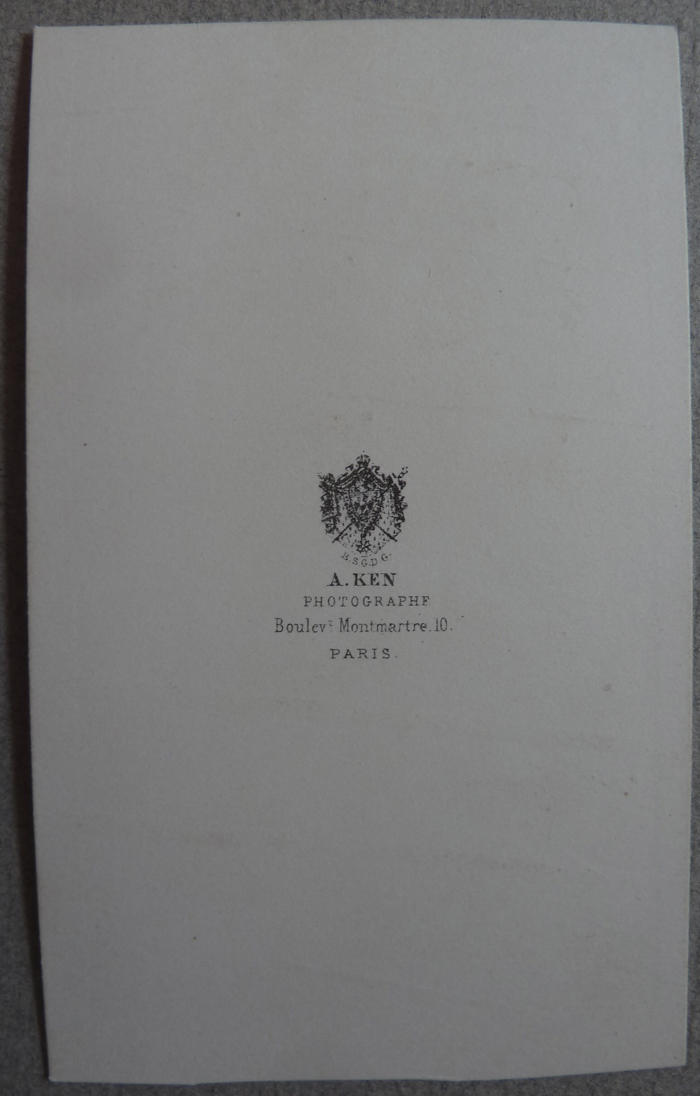 B.S.G.D.G.
A. KEN
PHOTOGRAPHE
Boulev.t Montmartre.10.
PARIS.